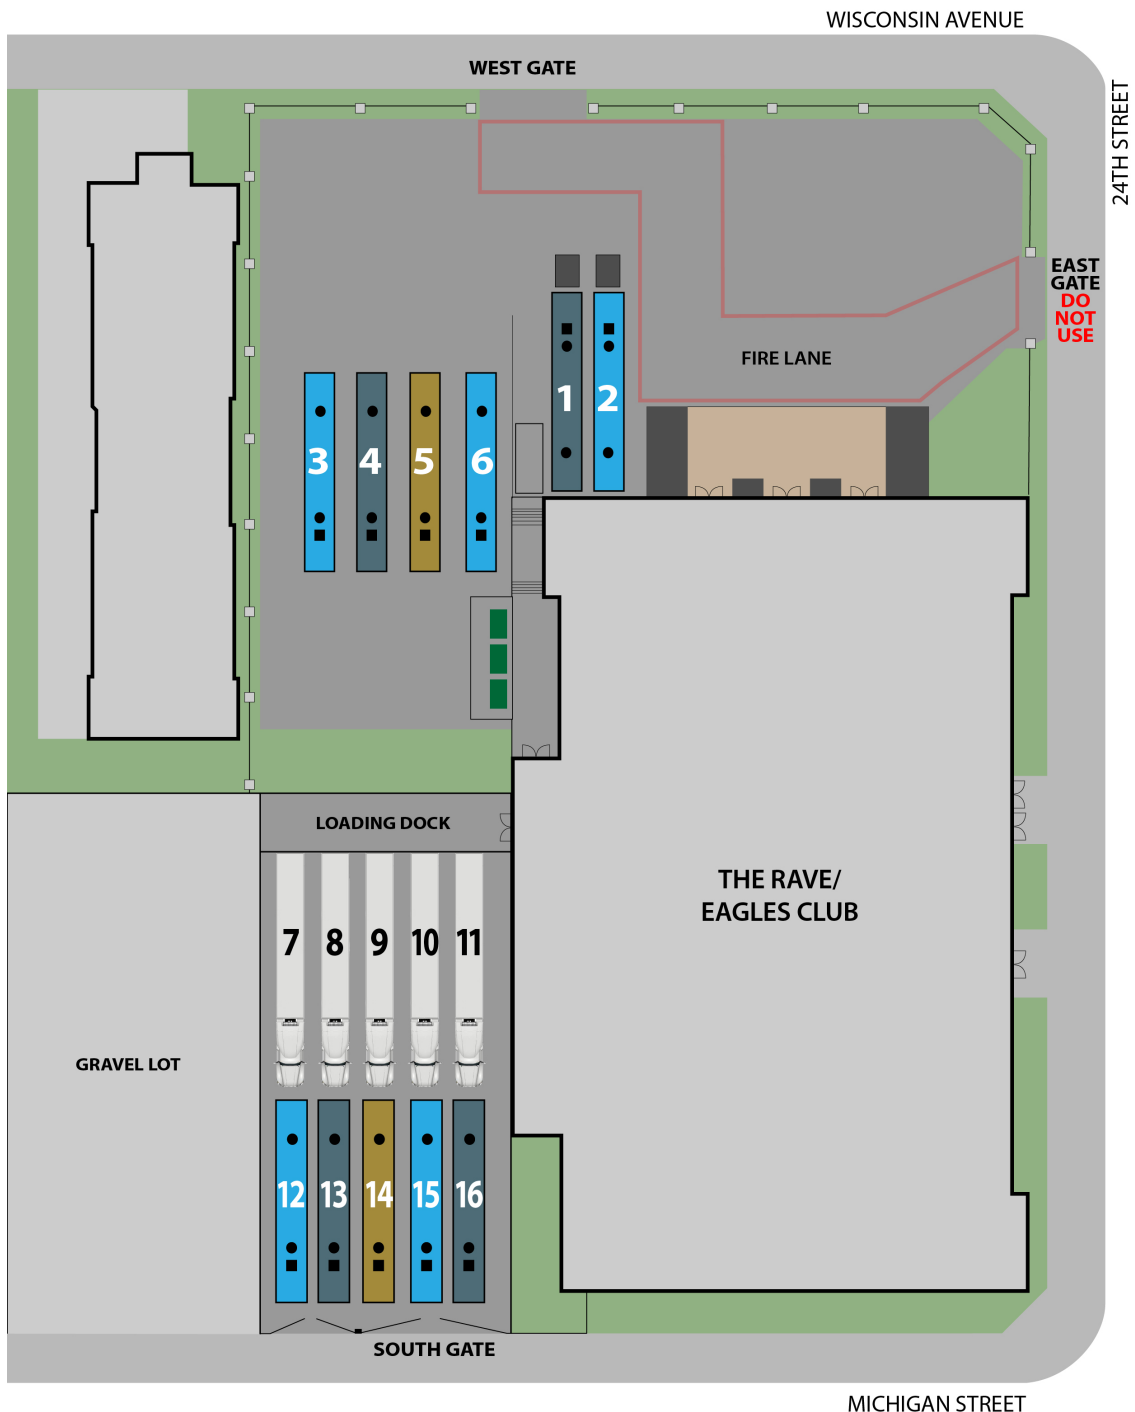 WISCONSIN AVENUE
WEST GATE
24TH STREET
EAST
GATE
DO
NOT
USE
FIRE LANE
1 2
3 4 5 6
LOADING DOCK
THE RAVE/
EAGLES CLUB
7 8 9 10 11
GRAVEL LOT
12 13 14 15 16
SOUTH GATE
MICHIGAN STREET